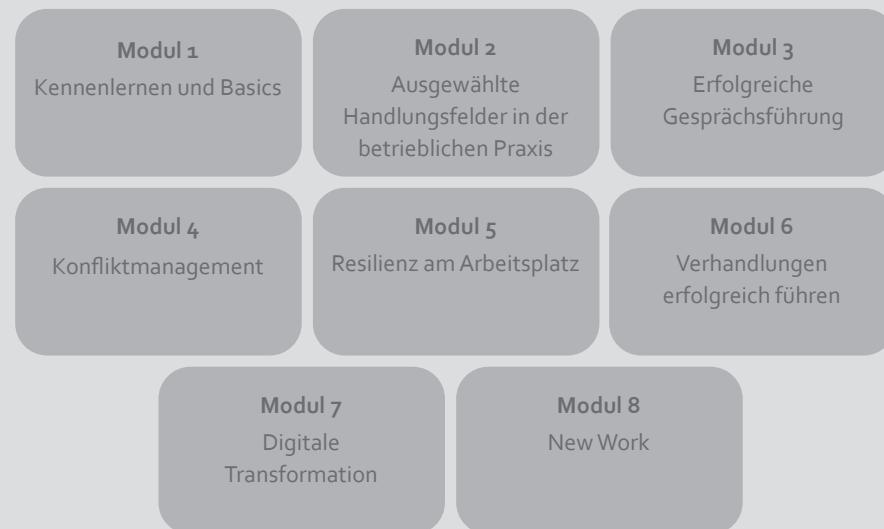 Modul 1
Kennenlernen und Basics
Modul 2
Ausgewählte
Handlungsfelder in der
betrieblichen Praxis
Modul 3
Erfolgreiche
Gesprächsführung
Modul 4
Konfliktmanagement
Modul 5
Resilienz am Arbeitsplatz
Modul 6
Verhandlungen
erfolgreich führen
Modul 7
Digitale
Transformation
Modul 8
New Work